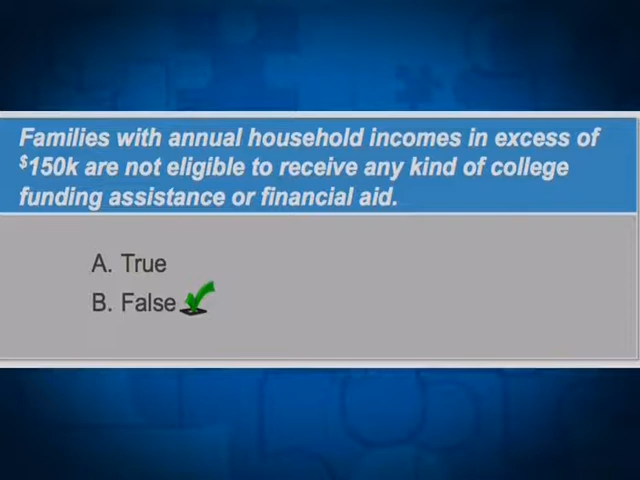 Families with annual household incomes in excess of
$150k are not eligible to receive any kind of college
funding assistance or financial aid.
A. True
B. False